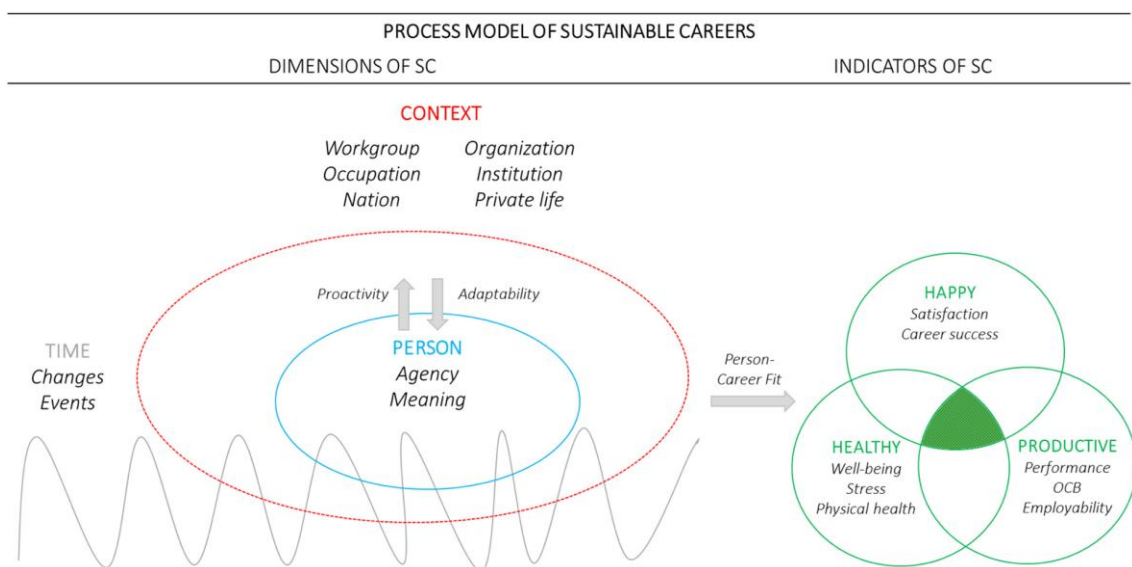 PROCESS MODEL OF SUSTAINABLE CAREERS
DIMENSIONS OF SC
INDICATORS OF SC
CONTEXT
Workgroup
Occupation
Nation
Organization
Institution
Private life
Proactivity
Adaptability
PERSON
Agency
Meaning
TIME
Changes
Events
Person-
Career Fit
HAPPY
Satisfaction
Career success
HEALTHY
Well-being
Stress
Physical health
PRODUCTIVE
Performance
OCB
Employability